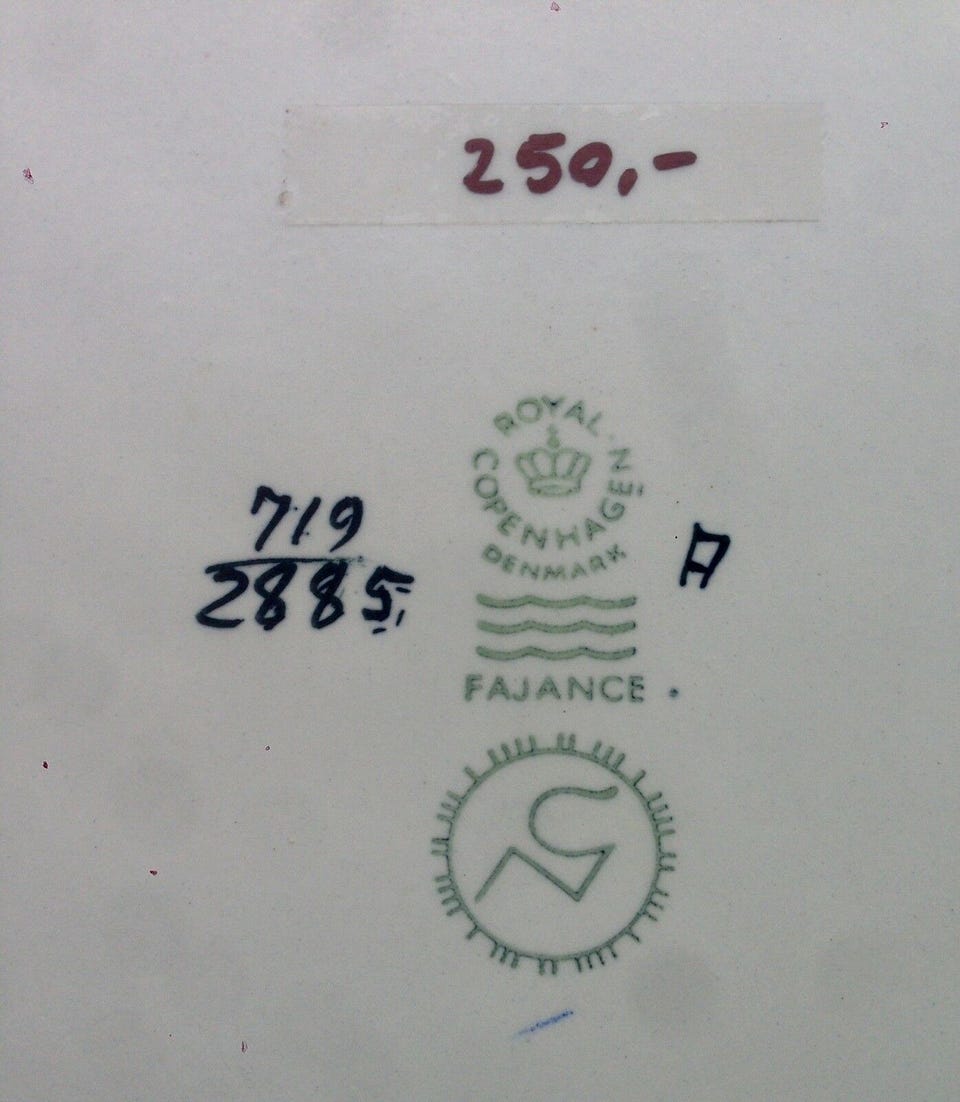 250,-
ROYAL COPENHAGEN
DENMARK
719
2885.
FAJANCE